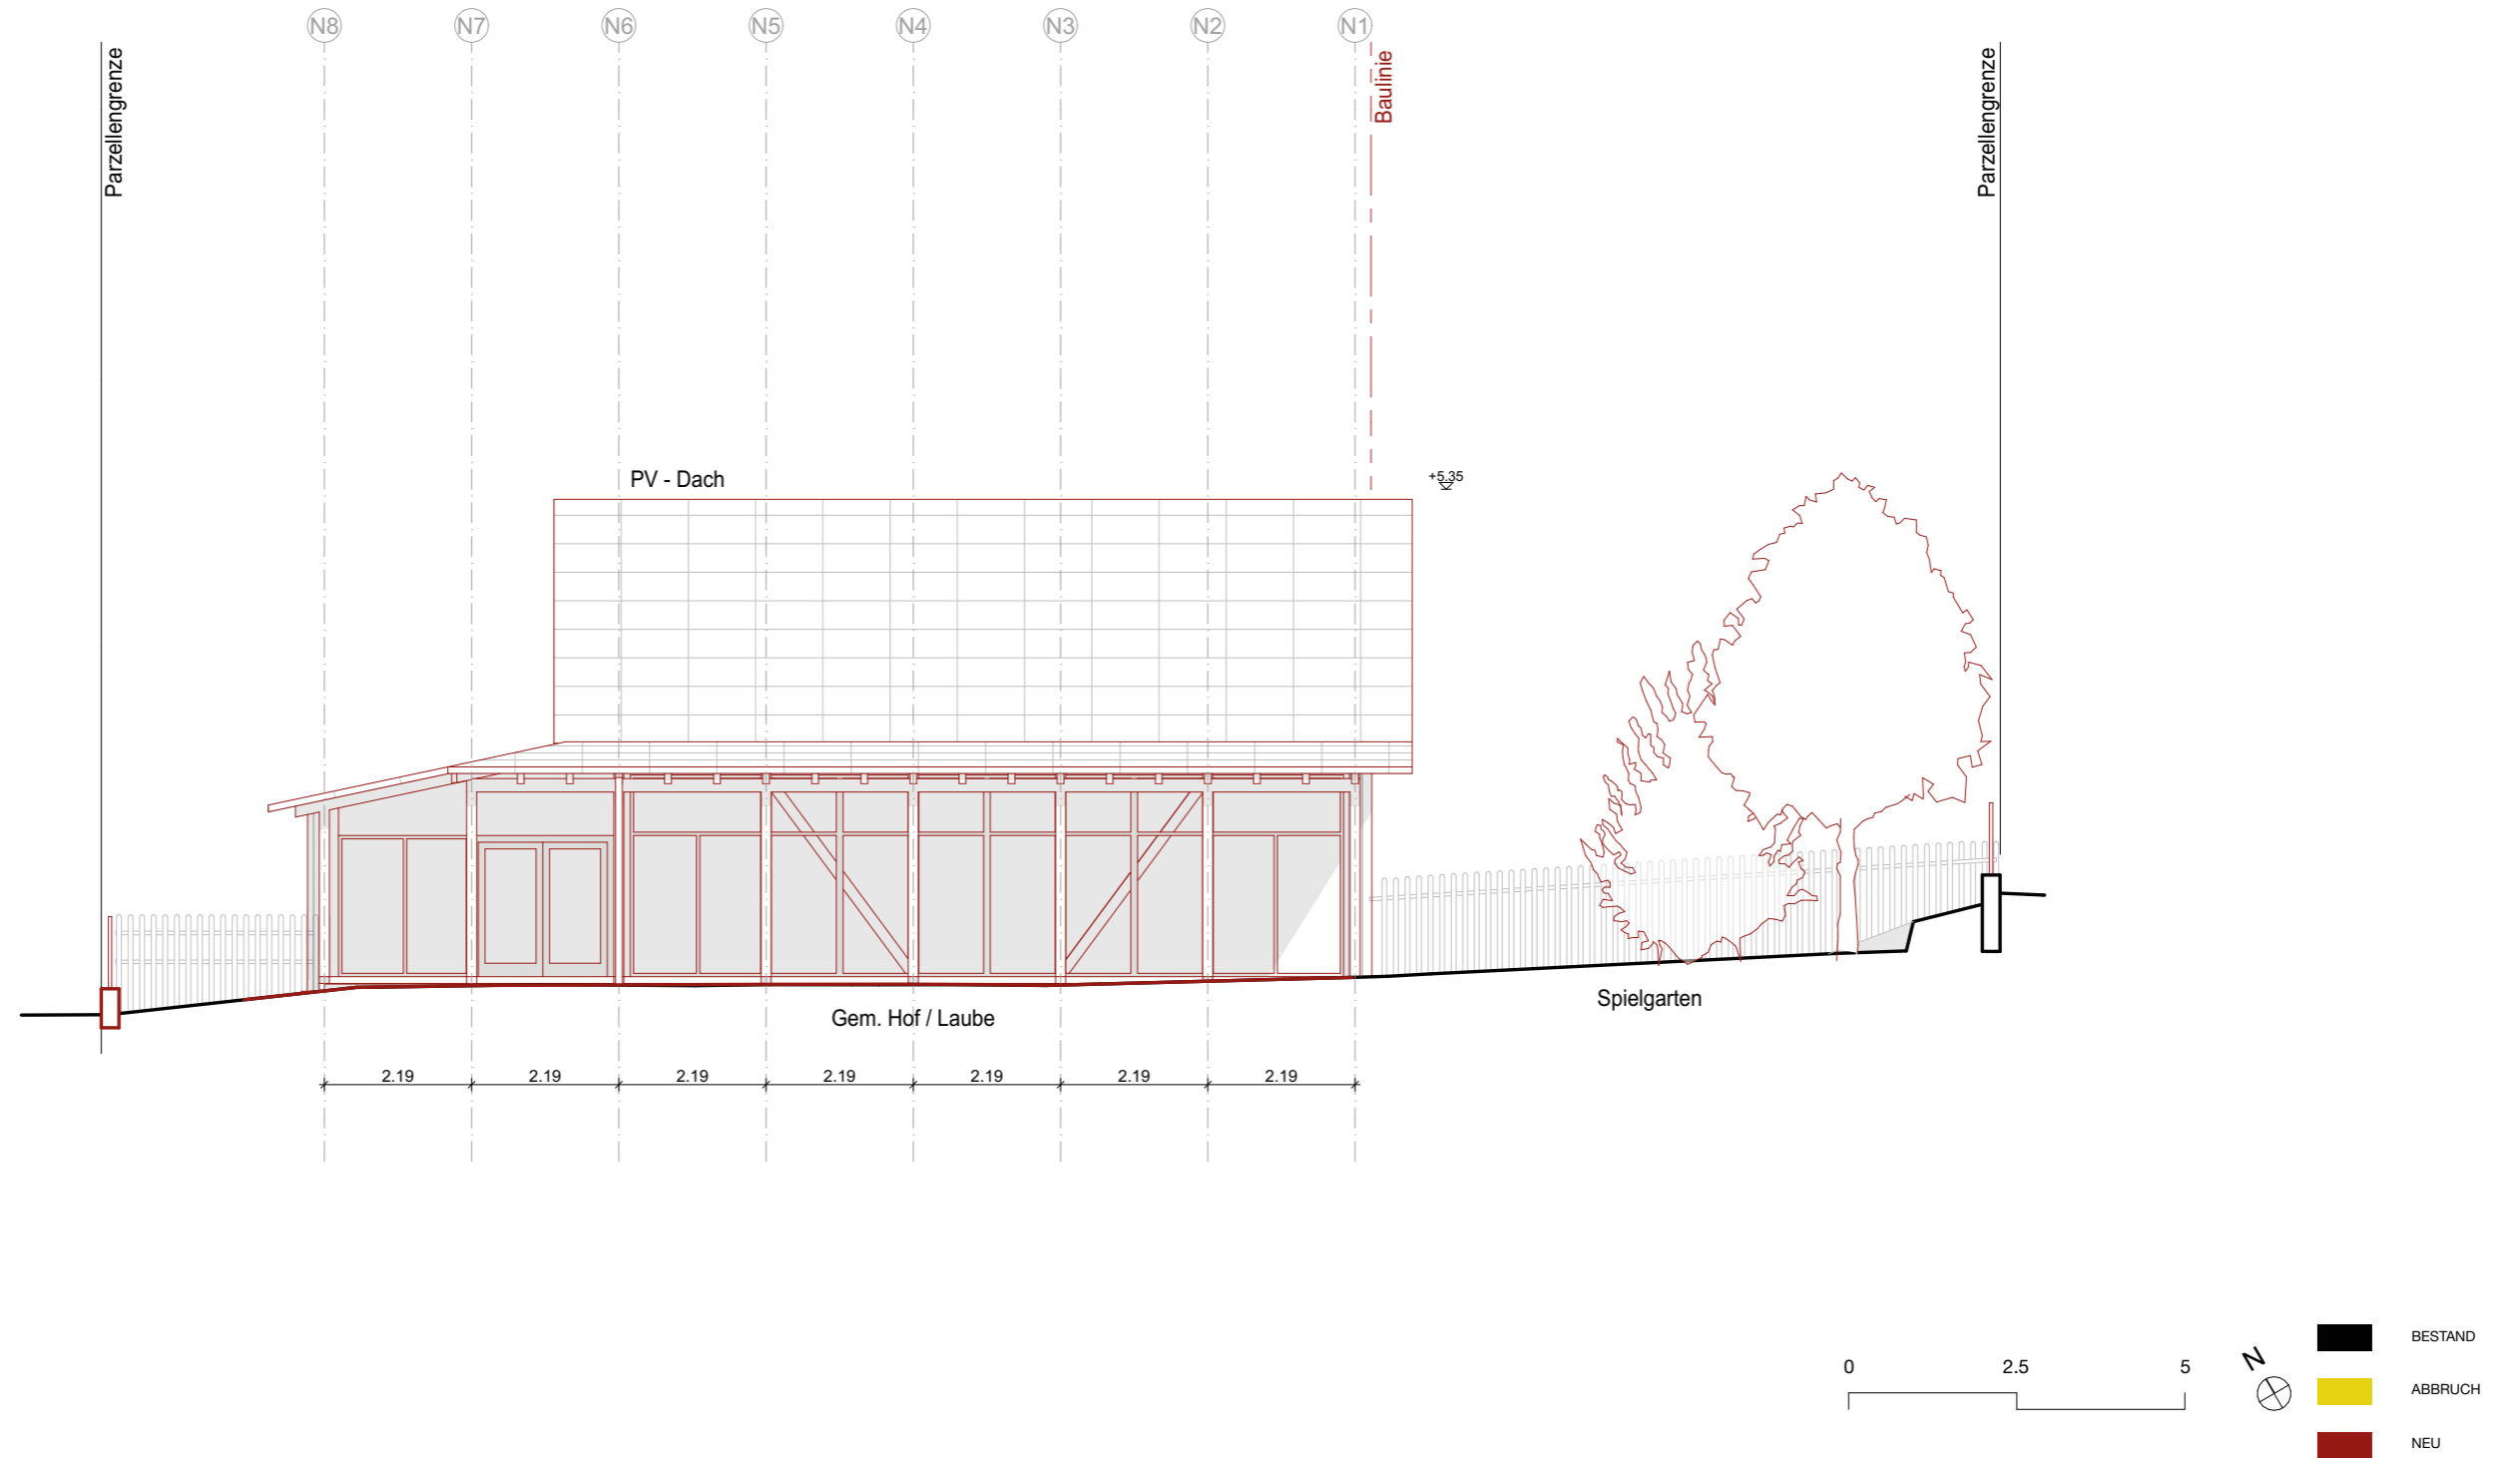 N8 N7 N6 N5 N4 N3 N2 N1
Parzellengrenze
Baulinie
Parzellengrenze
PV - Dach
+5.35
Spielgarten
Gem. Hof / Laube
2.19 2.19 2.19 2.19 2.19 2.19 2.19
0 2.5 5
N
BESTAND
ABBRUCH
NEU